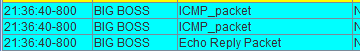 21:36:40-800 BIG BOSS ICMP_packet
21:36:40-800 BIG BOSS ICMP_packet
21:36:40-800 BIG BOSS Echo Reply Packet